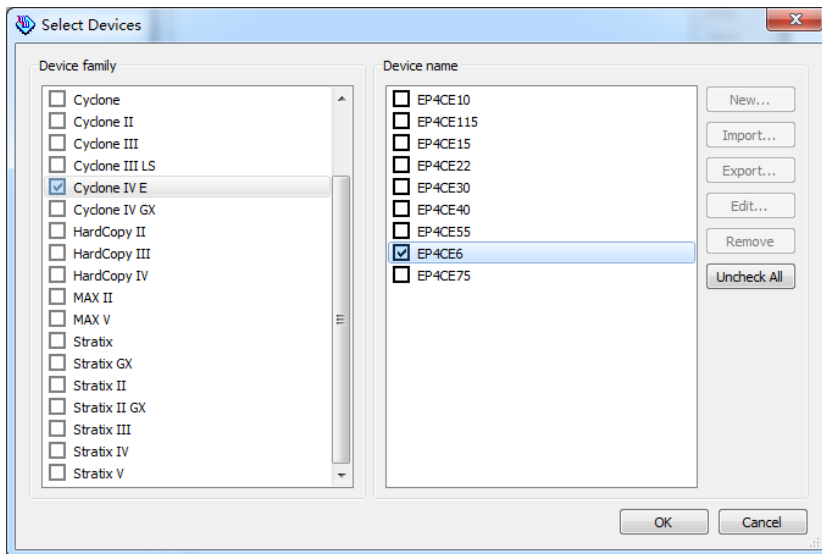 Select Devices
Device family
Cyclone
Cyclone II
Cyclone III
Cyclone III LS
Cyclone IV E
Cyclone IV GX
HardCopy II
HardCopy III
HardCopy IV
MAX II
MAX V
Stratix
Stratix GX
Stratix II
Stratix II GX
Stratix III
Stratix IV
Stratix V
Device name
EP4CE10
EP4CE115
EP4CE15
EP4CE22
EP4CE30
EP4CE40
EP4CE55
EP4CE6
EP4CE75
New...
Import...
Export...
Edit...
Remove
Uncheck All
OK
Cancel